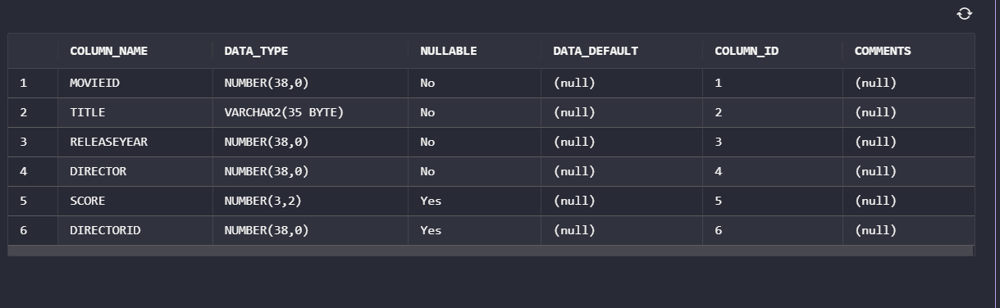 COLUMN_NAME DATA_TYPE NULLABLE DATA_DEFAULT COLUMN_ID COMMENTS
1 MOVIEID NUMBER(38,0) No (null) 1 (null)
2 TITLE VARCHAR2(35 BYTE) No (null) 2 (null)
3 RELEASEYEAR NUMBER(38,0) No (null) 3 (null)
4 DIRECTOR NUMBER(38,0) No (null) 4 (null)
5 SCORE NUMBER(3,2) Yes (null) 5 (null)
6 DIRECTORID NUMBER(38,0) Yes (null) 6 (null)